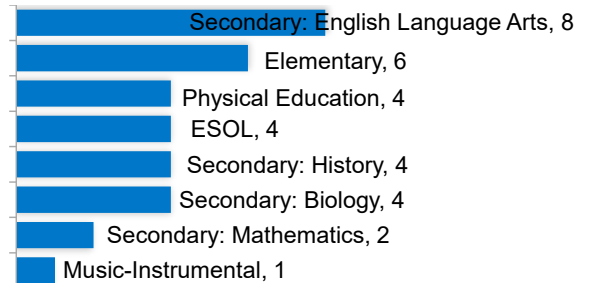 Secondary: English Language Arts, 8
Elementary, 6
Physical Education, 4
ESOL, 4
Secondary: History, 4
Secondary: Biology, 4
Secondary: Mathematics, 2
Music-Instrumental, 1